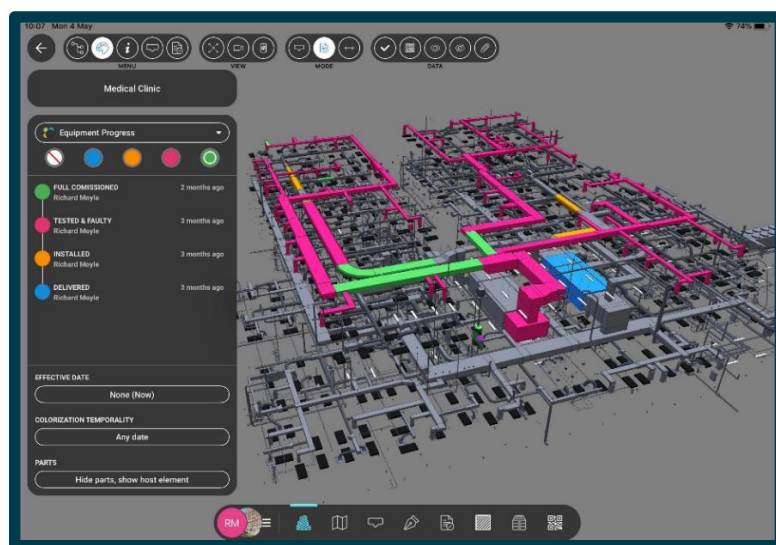 10:07 Mon 4 May
74%
MENU
VIEW
MODE
DATA
Medical Clinic
Equipment Progress
FULL COMISSIONED
2 months ago
Richard Moyle
TESTED & FAULTY
3 months ago
Richard Moyle
INSTALLED
3 months ago
Richard Moyle
DELIVERED
3 months ago
Richard Moyle
EFFECTIVE DATE
None (Now)
COLORIZATION TEMPORALITY
Any date
PARTS
Hide parts, show host element
RM